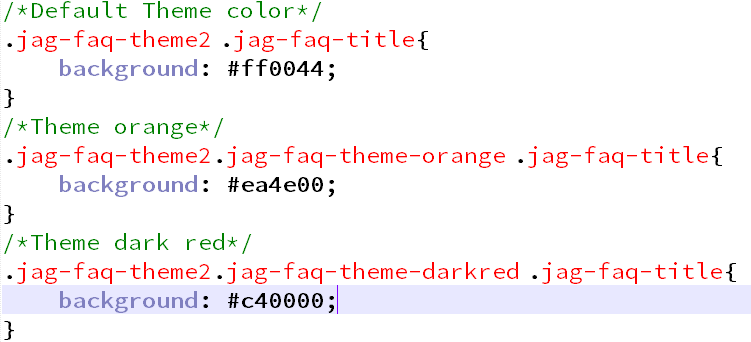 /*Default Theme color*/
.jag-faq-theme2 .jag-faq-title{
    background: #ff0044;
}
/*Theme orange*/
.jag-faq-theme2.jag-faq-theme-orange .jag-faq-title{
    background: #ea4e00;
}
/*Theme dark red*/
.jag-faq-theme2.jag-faq-theme-darkred .jag-faq-title{
    background: #c40000;
}